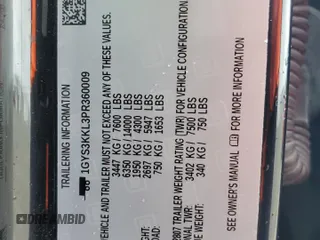 TRAILERING INFORMATION
1GYS3KKL3PR360009
VEHICLE AND TRAILER MUST NOT EXCEED ANY OF THESE VALUES
3447 KG / 7600 LBS
6350 KG / 14000 LBS
1950 KG / 4300 LBS
2697 KG / 5947 LBS
750 KG / 1653 LBS
TRAILER WEIGHT RATING (TWR) FOR VEHICLE CONFIGURATION
TWR:
3402 KG / 7500 LBS
340 KG / 750 LBS
SEE OWNER'S MANUAL FOR MORE INFORMATION